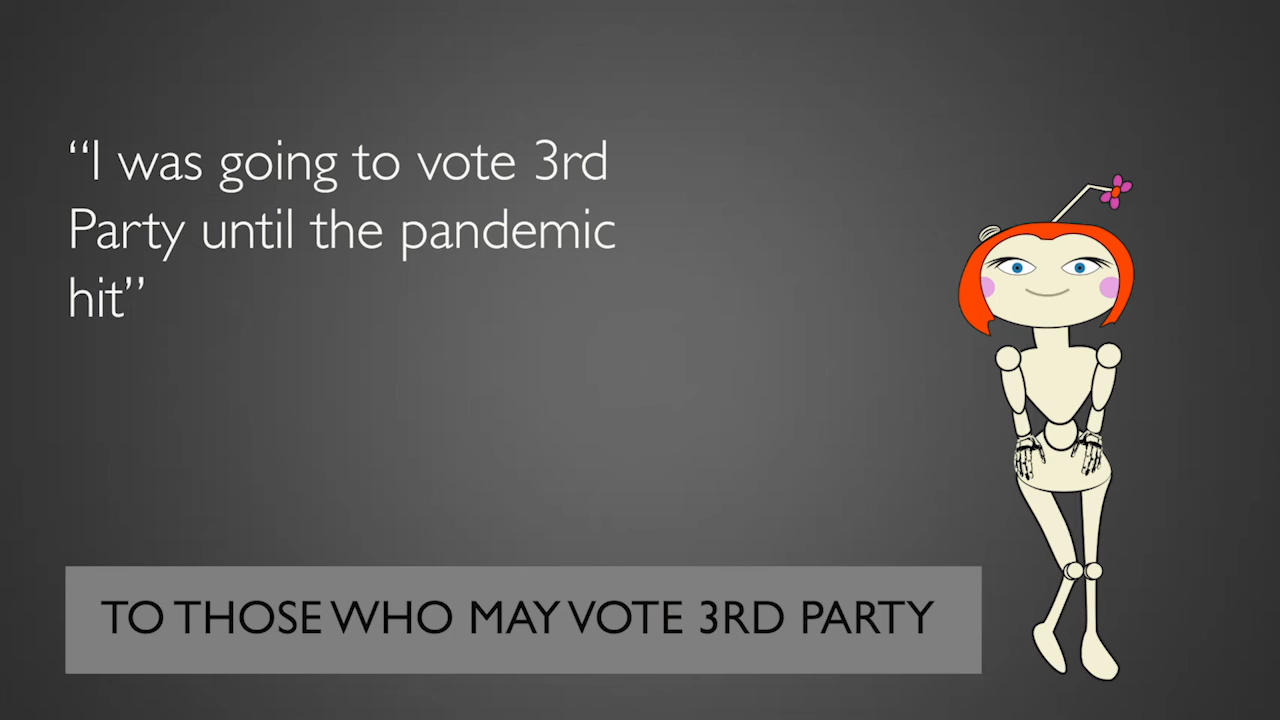 “I was going to vote 3rd
Party until the pandemic
hit”
TO THOSE WHO MAY VOTE 3RD PARTY